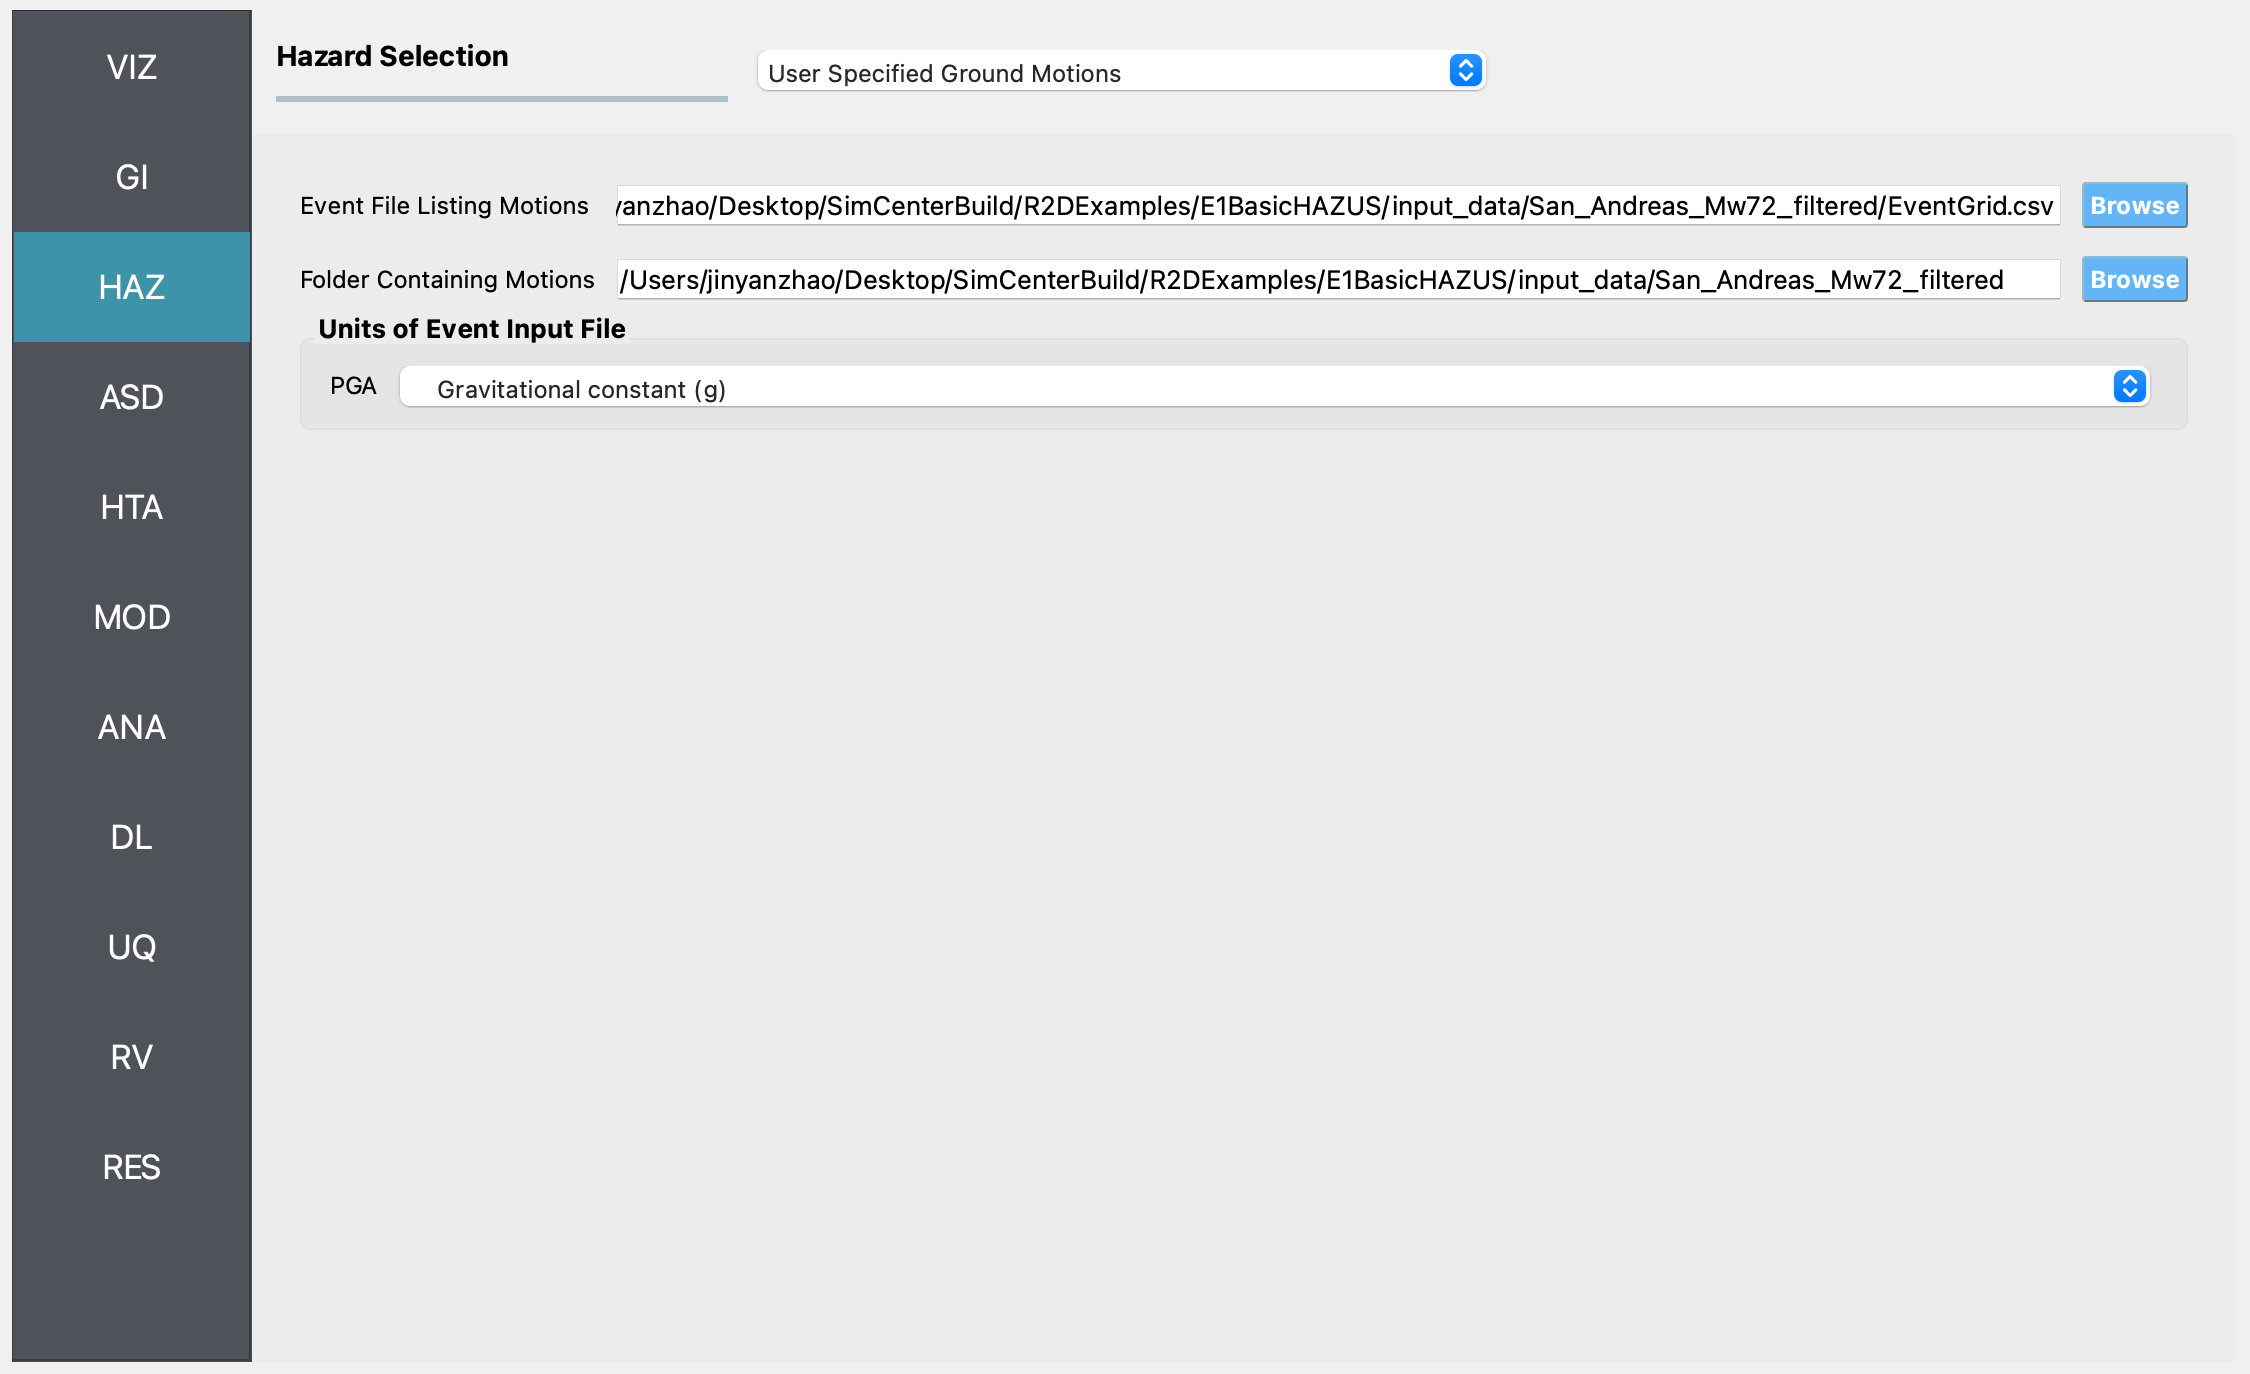 VIZ
GI
HAZ
ASD
HTA
MOD
ANA
DL
UQ
RV
RES
Hazard Selection
User Specified Ground Motions
Event File Listing Motions
yanzhao/Desktop/SimCenterBuild/R2DExamples/E1BasicHAZUS/input_data/San_Andreas_Mw72_filtered/EventGrid.csv
Browse
Folder Containing Motions
/Users/jinyanzhao/Desktop/SimCenterBuild/R2DExamples/E1BasicHAZUS/input_data/San_Andreas_Mw72_filtered
Browse
Units of Event Input File
PGA
Gravitational constant (g)